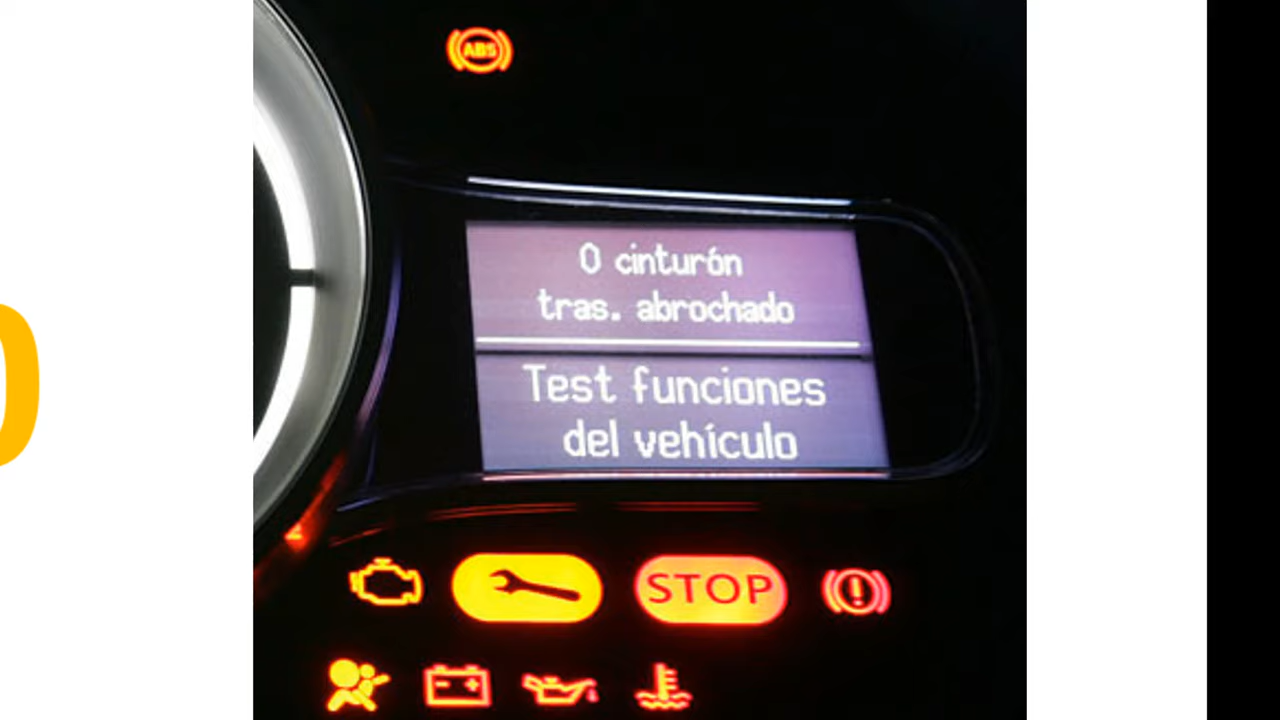 ABS
0 cinturón
tras. abrochado
Test funciones
del vehículo
STOP